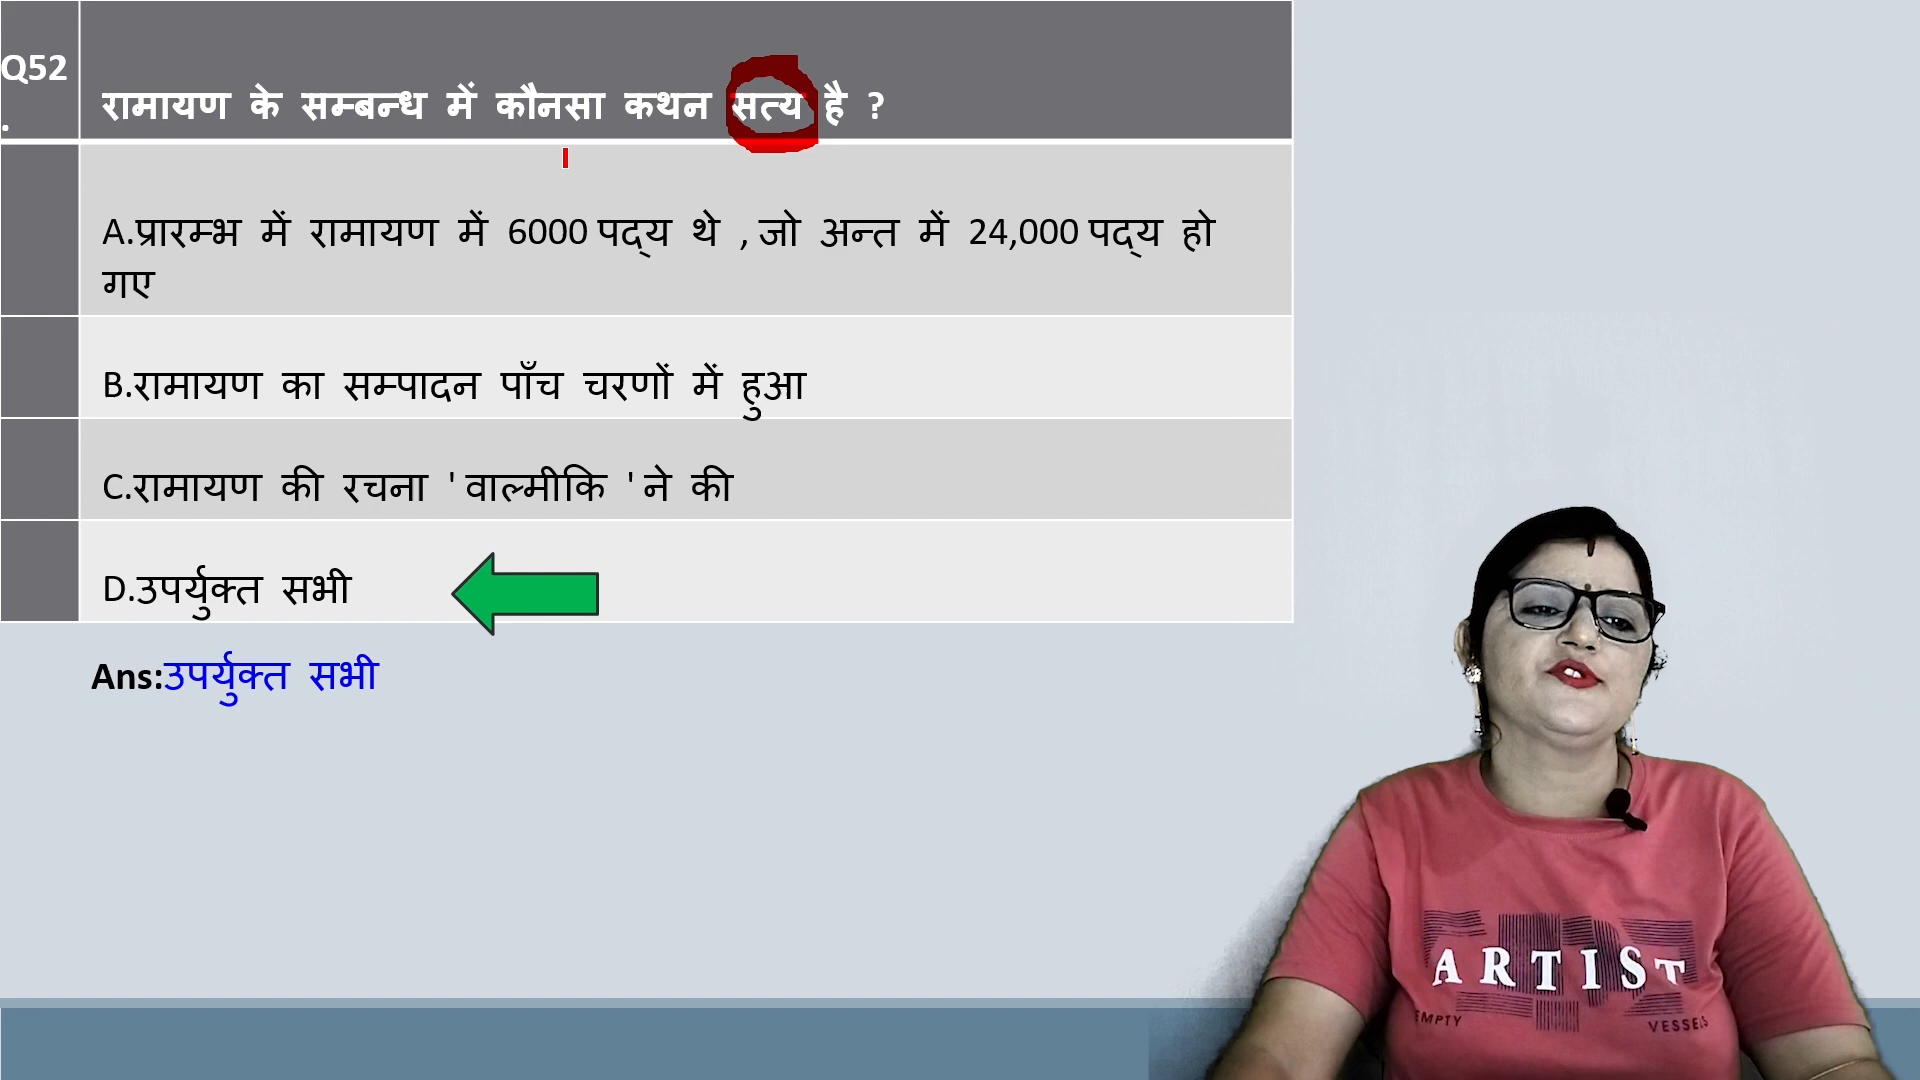 Q52
.
रामायण के सम्बन्ध में कौनसा कथन सत्य है ?
A.प्रारम्भ में रामायण में 6000 पद्य थे , जो अन्त में 24,000 पद्य हो
गए
B.रामायण का सम्पादन पाँच चरणों में हुआ
C.रामायण की रचना ' वाल्मीकि ' ने की
D.उपर्युक्त सभी
Ans:उपर्युक्त सभी
ARTIST
EMPTY VESSELS